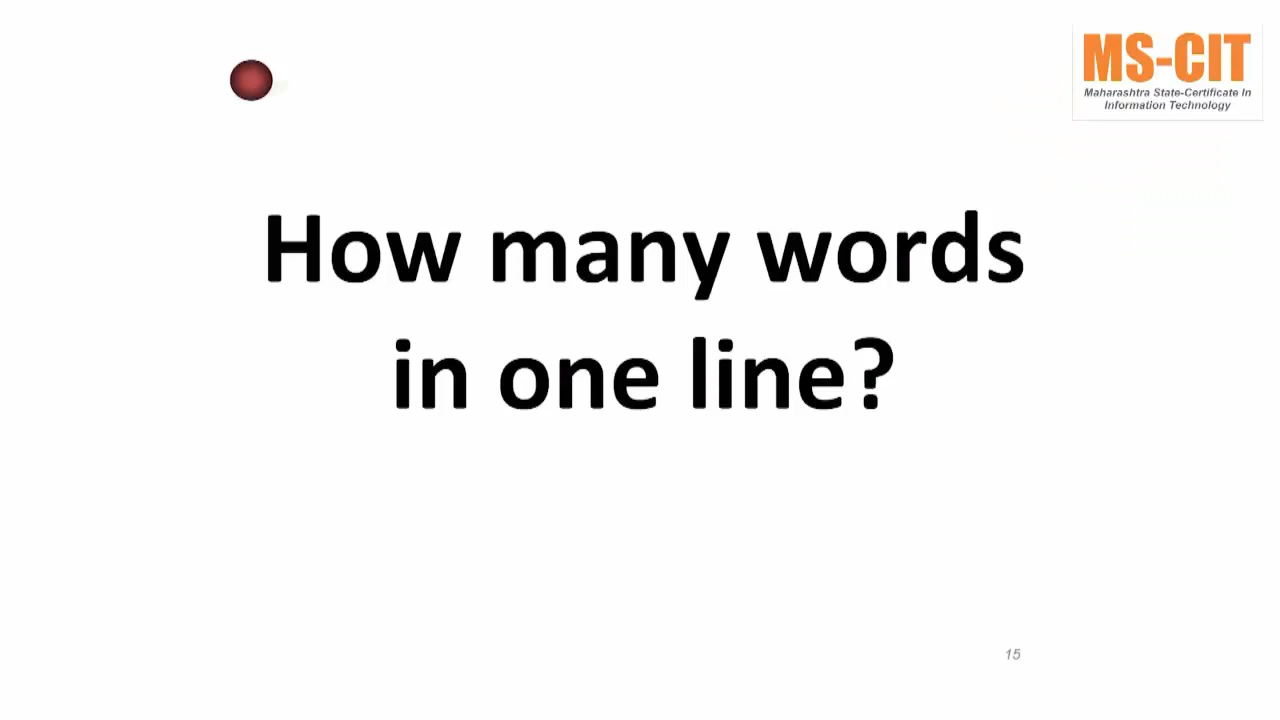 MS-CIT
Maharashtra State-Certificate In
Information Technology
How many words
in one line?
15